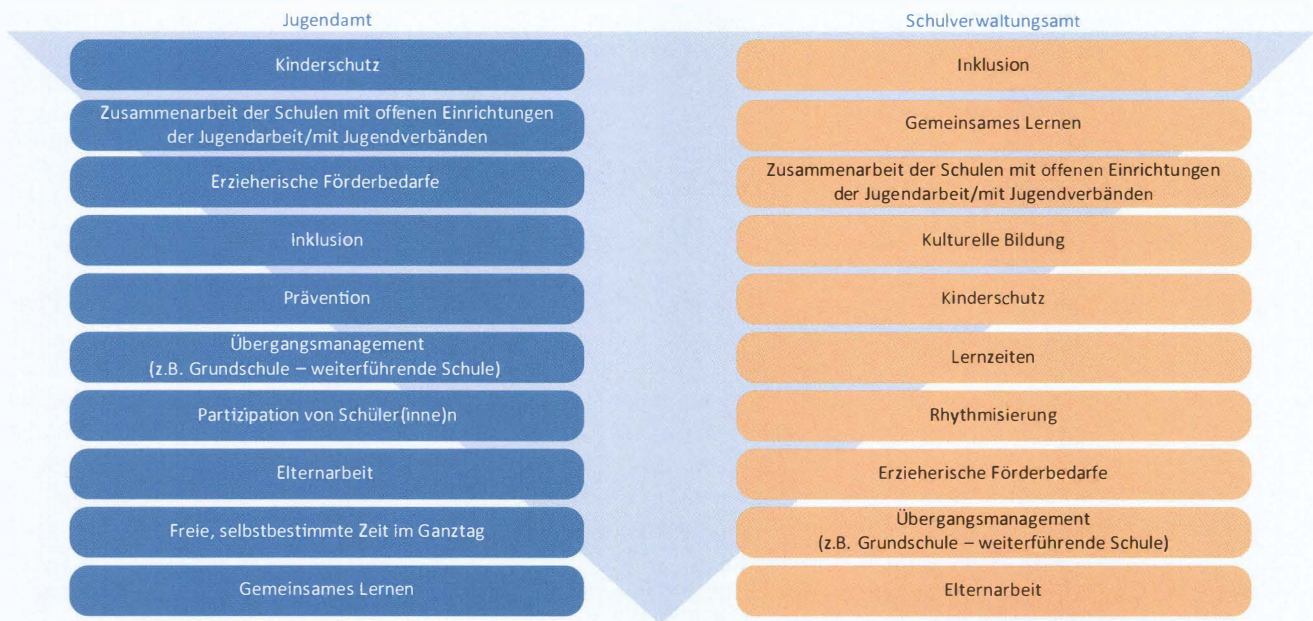 Jugendamt
Kinderschutz
Zusammenarbeit der Schulen mit offenen Einrichtungen
der Jugendarbeit/mit Jugendverbänden
Erzieherische Förderbedarfe
Inklusion
Prävention
Übergangsmanagement
(z.B. Grundschule – weiterführende Schule)
Partizipation von Schüler(inne)n
Elternarbeit
Freie, selbstbestimmte Zeit im Ganztag
Gemeinsames Lernen
Schulverwaltungsamt
Inklusion
Gemeinsames Lernen
Zusammenarbeit der Schulen mit offenen Einrichtungen
der Jugendarbeit/mit Jugendverbänden
Kulturelle Bildung
Kinderschutz
Lernzeiten
Rhythmisierung
Erzieherische Förderbedarfe
Übergangsmanagement
(z.B. Grundschule – weiterführende Schule)
Elternarbeit